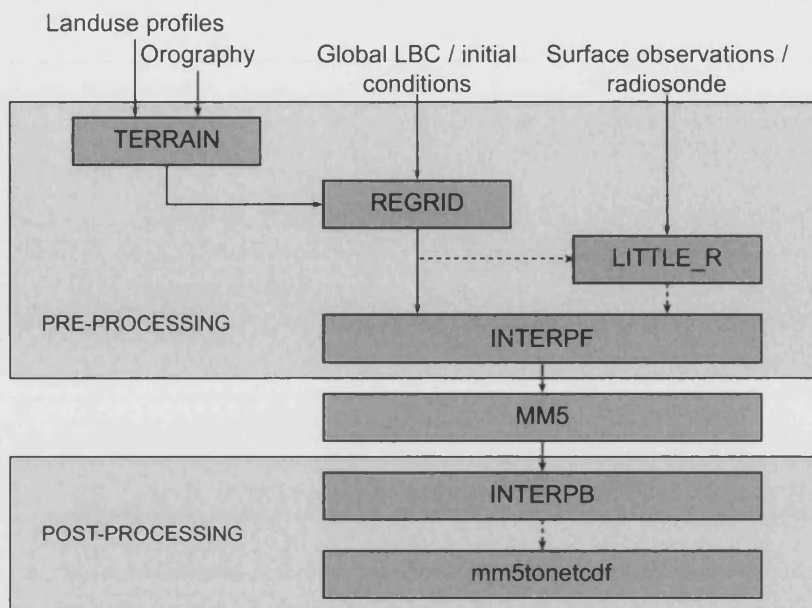 Landuse profiles
Orography
Global LBC / initial
conditions
Surface observations /
radiosonde
TERRAIN
REGRID
LITTLE_R
PRE-PROCESSING
INTERPF
MM5
INTERPB
POST-PROCESSING
mm5tonetcdf